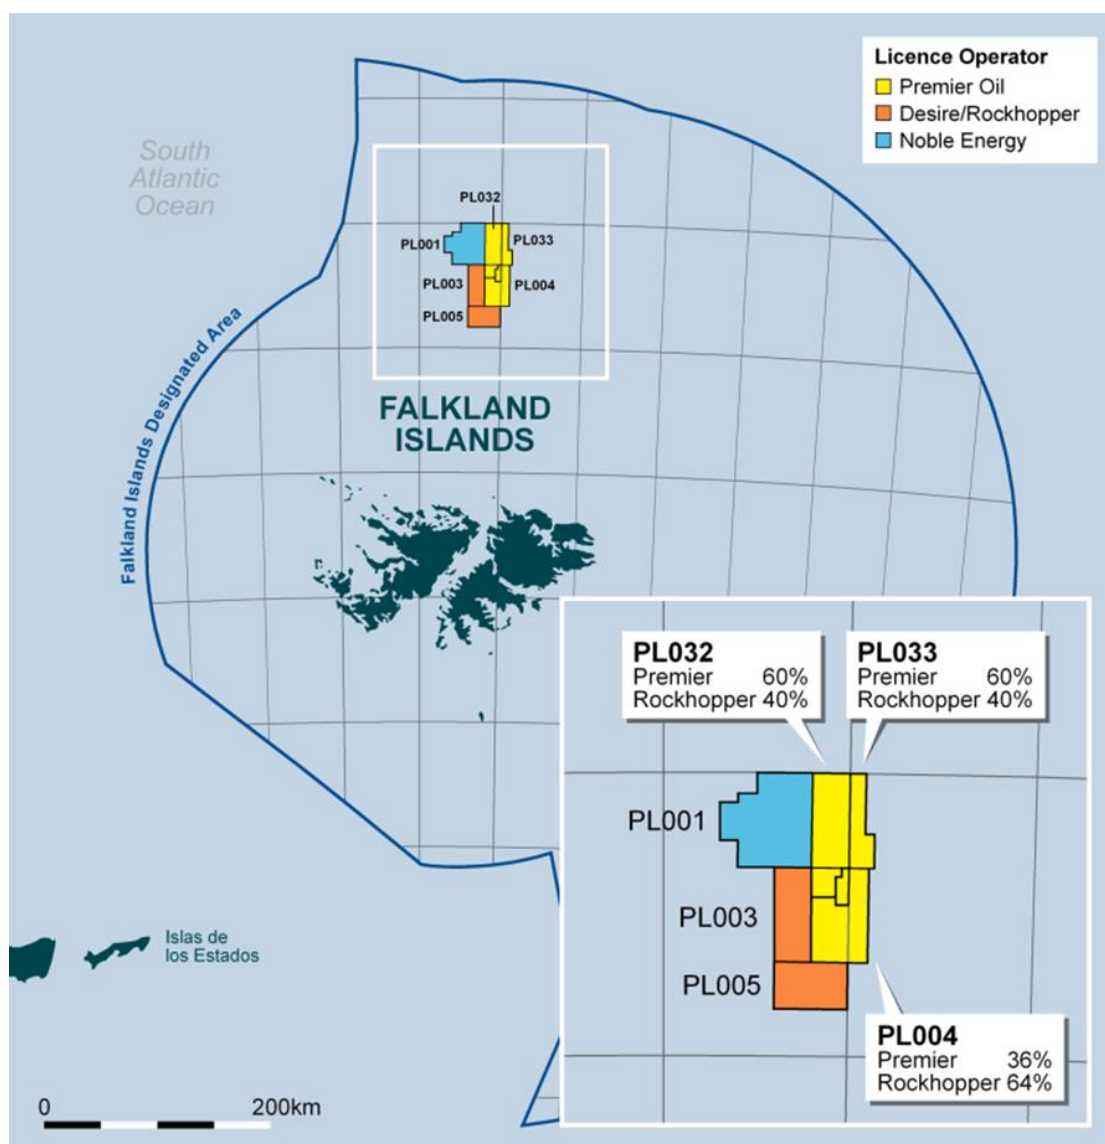 Licence Operator
Premier Oil
Desire/Rockhopper
Noble Energy
South
Atlantic
Ocean
PL032
PL001
PL033
PL003
PL004
PL005
Falkland Islands Designated Area
FALKLAND
ISLANDS
PL032
Premier 60%
Rockhopper 40%
PL033
Premier 60%
Rockhopper 40%
PL001
PL003
PL005
PL004
Premier 36%
Rockhopper 64%
Islas de
los Estados
0 200km